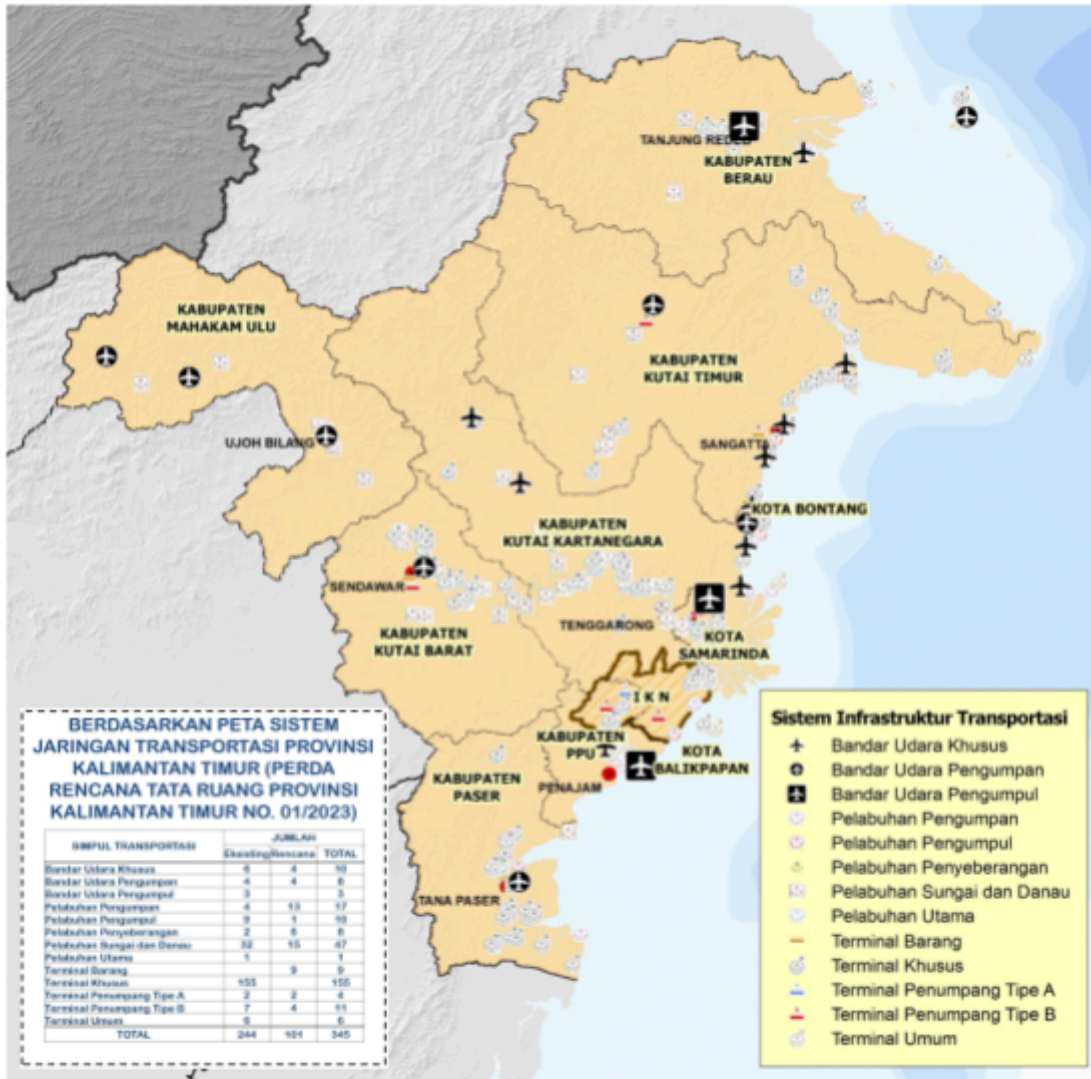 TANJUNG REDEB
KABUPATEN
BERAU
KABUPATEN
MAHAKAM ULU
KABUPATEN
KUTAI TIMUR
UJOH BILANG
SANGATTA
KOTA BONTANG
KABUPATEN
KUTAI KARTANEGARA
SENDAWAR
TENGGARONG
KABUPATEN
KUTAI BARAT
KOTA
SAMARINDA
I K N
KABUPATEN
PPU
KOTA
BALIKPAPAN
KABUPATEN
PASER
PENAJAM
TANA PASER
BERDASARKAN PETA SISTEM
JARINGAN TRANSPORTASI PROVINSI
KALIMANTAN TIMUR (PERDA
RENCANA TATA RUANG PROVINSI
KALIMANTAN TIMUR NO. 01/2023)
SIMPUL TRANSPORTASI JUMLAH
Eksisting Rencana TOTAL
Bandar Udara Khusus 6 4 10
Bandar Udara Pengumpan 4 4 8
Bandar Udara Pengumpul 3 3
Pelabuhan Pengumpan 4 13 17
Pelabuhan Pengumpul 9 1 10
Pelabuhan Penyeberangan 2 6 8
Pelabuhan Sungai dan Danau 32 15 47
Pelabuhan Utama 1 1
Terminal Barang 9 9
Terminal Khusus 155 155
Terminal Penumpang Tipe A 2 2 4
Terminal Penumpang Tipe B 7 4 11
Terminal Umum 6 6
TOTAL 244 101 345
Sistem Infrastruktur Transportasi
Bandar Udara Khusus
Bandar Udara Pengumpan
Bandar Udara Pengumpul
Pelabuhan Pengumpan
Pelabuhan Pengumpul
Pelabuhan Penyeberangan
Pelabuhan Sungai dan Danau
Pelabuhan Utama
Terminal Barang
Terminal Khusus
Terminal Penumpang Tipe A
Terminal Penumpang Tipe B
Terminal Umum